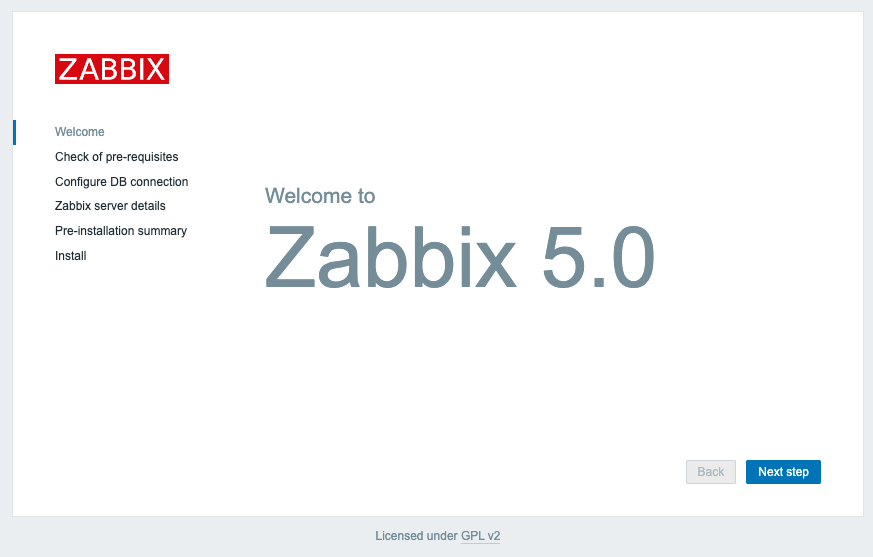 ZABBIX
Welcome
Check of pre-requisites
Configure DB connection
Zabbix server details
Pre-installation summary
Install
Welcome to
Zabbix 5.0
Back
Next step
Licensed under GPL v2